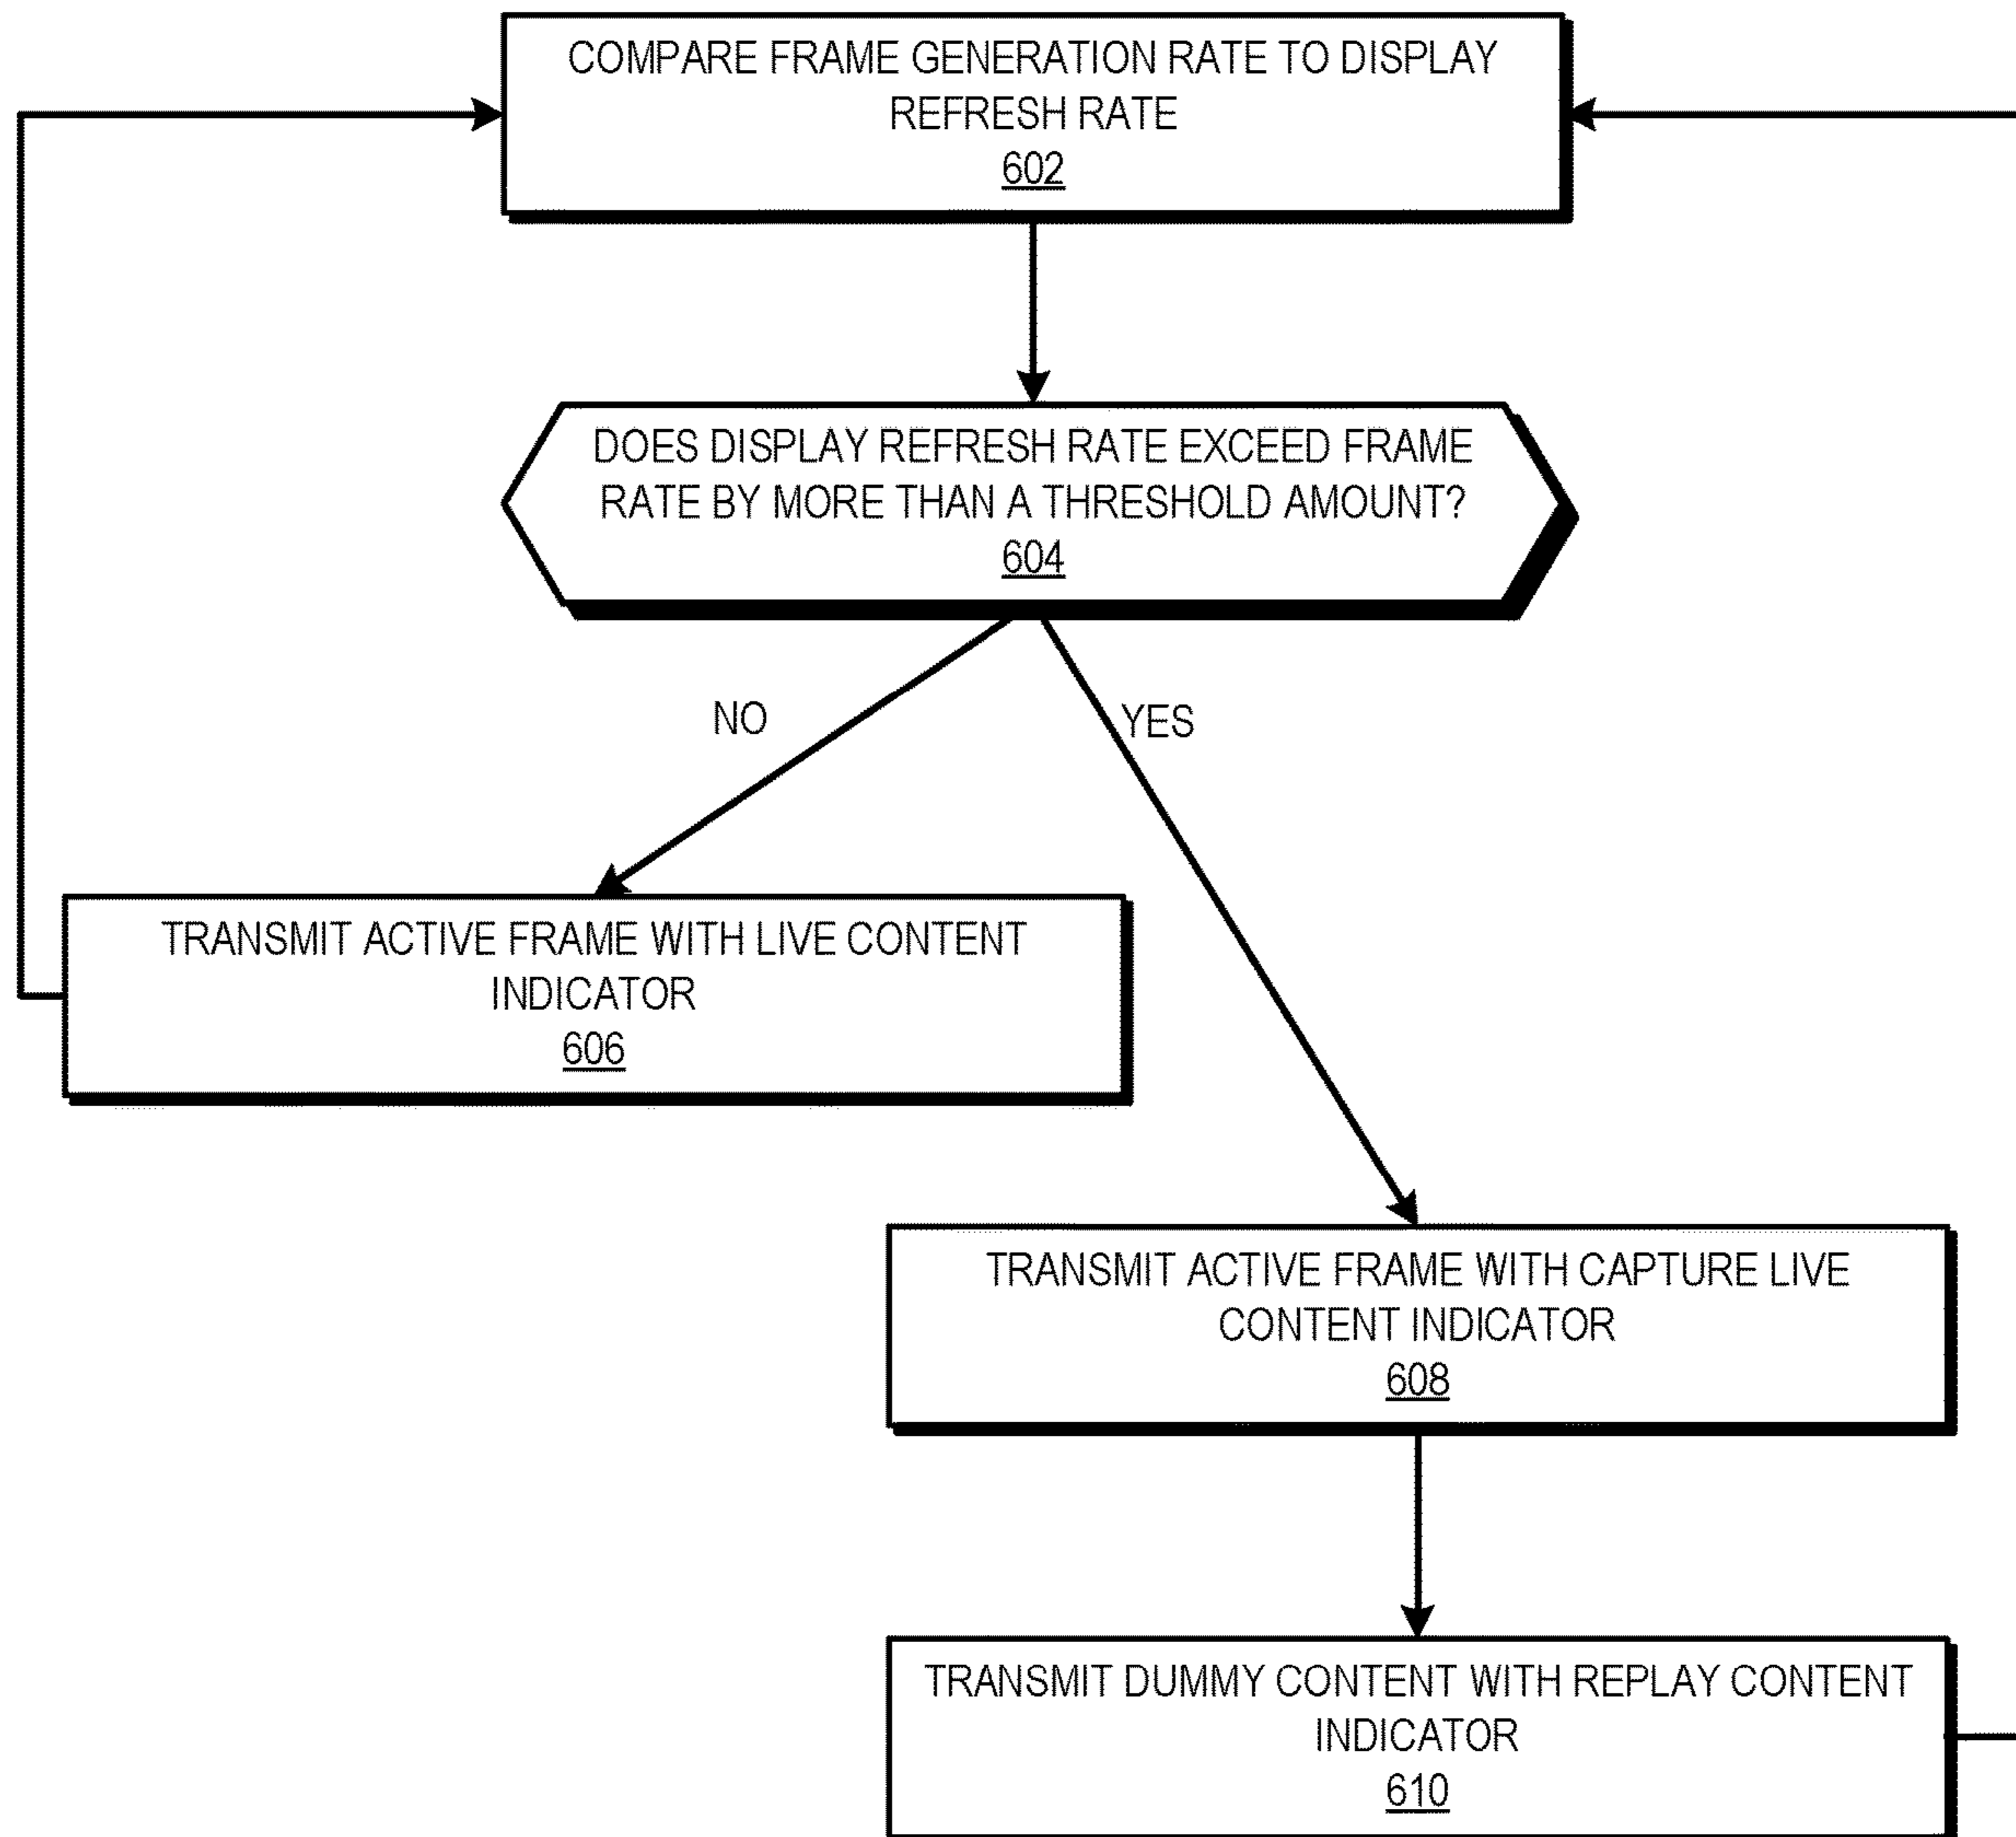 COMPARE FRAME GENERATION RATE TO DISPLAY
REFRESH RATE
602
DOES DISPLAY REFRESH RATE EXCEED FRAME
RATE BY MORE THAN A THRESHOLD AMOUNT?
604
NO
YES
TRANSMIT ACTIVE FRAME WITH LIVE CONTENT
INDICATOR
606
TRANSMIT ACTIVE FRAME WITH CAPTURE LIVE
CONTENT INDICATOR
608
TRANSMIT DUMMY CONTENT WITH REPLAY CONTENT
INDICATOR
610